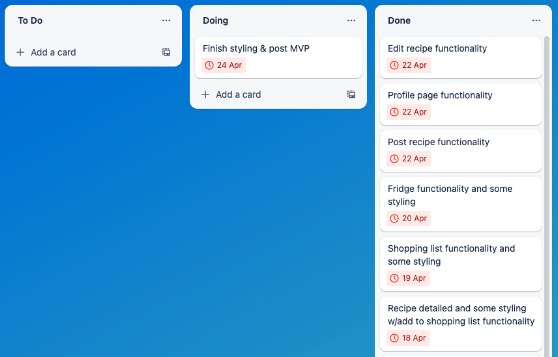 To Do
Add a card
Doing
Finish styling & post MVP
24 Apr
Add a card
Done
Edit recipe functionality
22 Apr
Profile page functionality
22 Apr
Post recipe functionality
22 Apr
Fridge functionality and some
styling
20 Apr
Shopping list functionality and
some styling
19 Apr
Recipe detailed and some styling
w/add to shopping list functionality
18 Apr